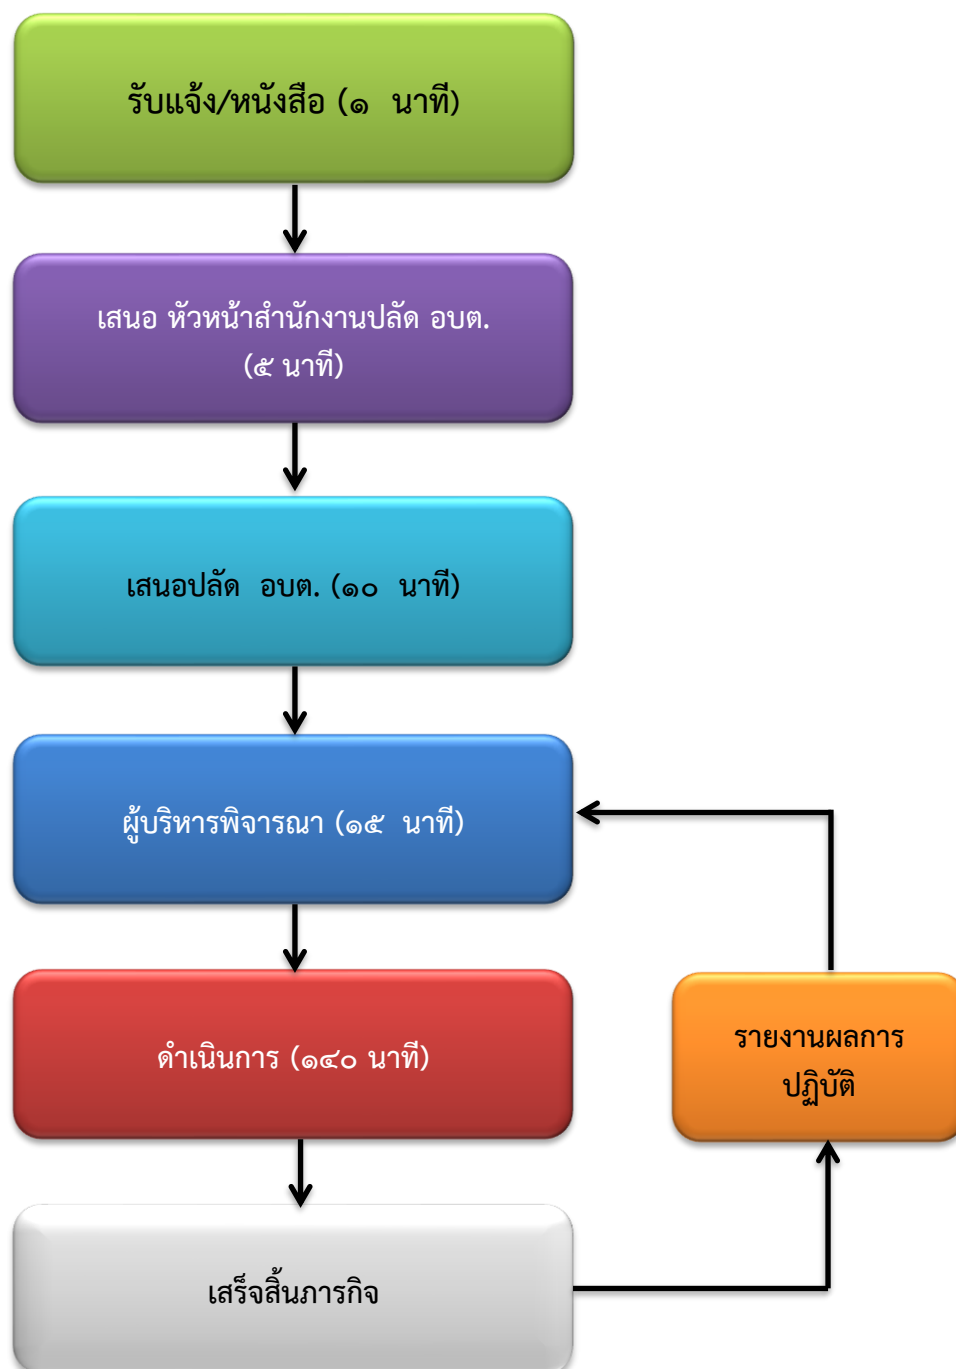 รับแจ้ง/หนังสือ (๑ นาที)
เสนอ หัวหน้าสำนักงานปลัด อบต.
(๕ นาที)
เสนอปลัด อบต. (๑๐ นาที)
ผู้บริหารพิจารณา (๑๕ นาที)
ดำเนินการ (๑๔๐ นาที)
รายงานผลการ
ปฏิบัติ
เสร็จสิ้นภารกิจ